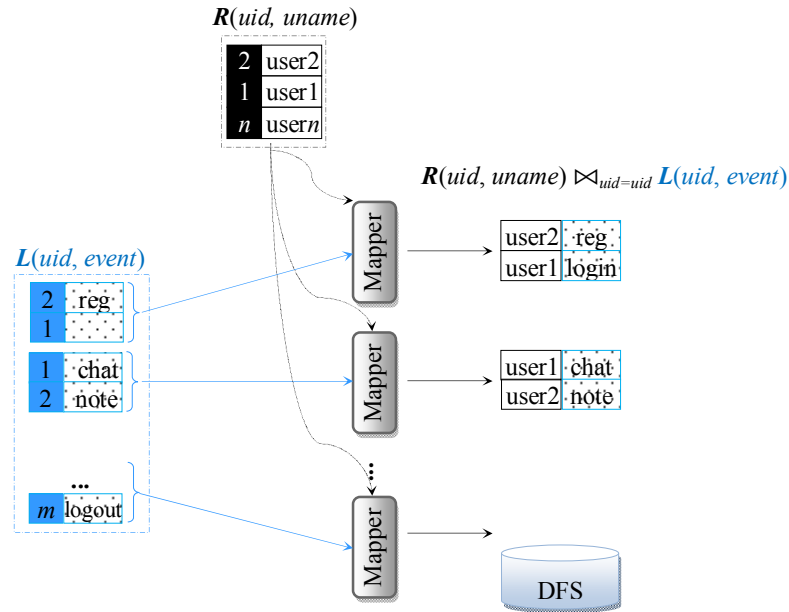 R(uid, uname)
2 user2
1 user1
n usern
R(uid, uname) ⋈uid=uid L(uid, event)
Mapper
user2 reg
user1 login
L(uid, event)
2 reg
1
1 chat
2 note
Mapper
user1 chat
user2 note
...
...
m logout
Mapper
DFS